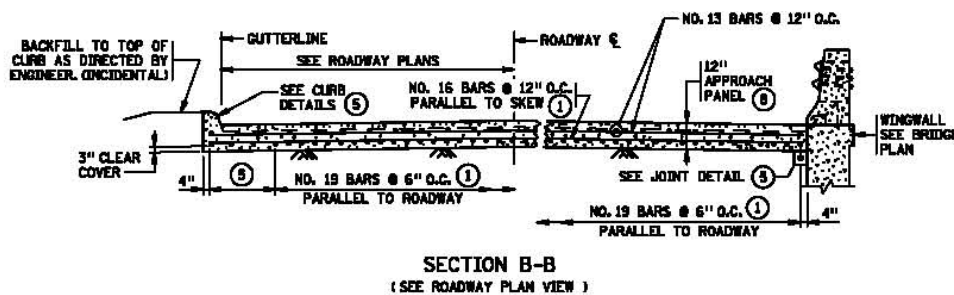 BACKFILL TO TOP OF
CURB AS DIRECTED BY
ENGINEER. (INCIDENTAL)
GUTTERLINE
SEE ROADWAY PLANS
ROADWAY ℄
NO. 13 BARS @ 12" O.C.
SEE CURB
DETAILS 5
NO. 16 BARS @ 12" O.C.
PARALLEL TO SKEW 1
12"
APPROACH
PANEL 8
WINGWALL
SEE BRIDGE
PLAN
3" CLEAR
COVER
4"
5
NO. 19 BARS @ 6" O.C. 1
PARALLEL TO ROADWAY
SEE JOINT DETAIL 5
NO. 19 BARS @ 6" O.C. 1
PARALLEL TO ROADWAY
4"
SECTION B-B
( SEE ROADWAY PLAN VIEW )